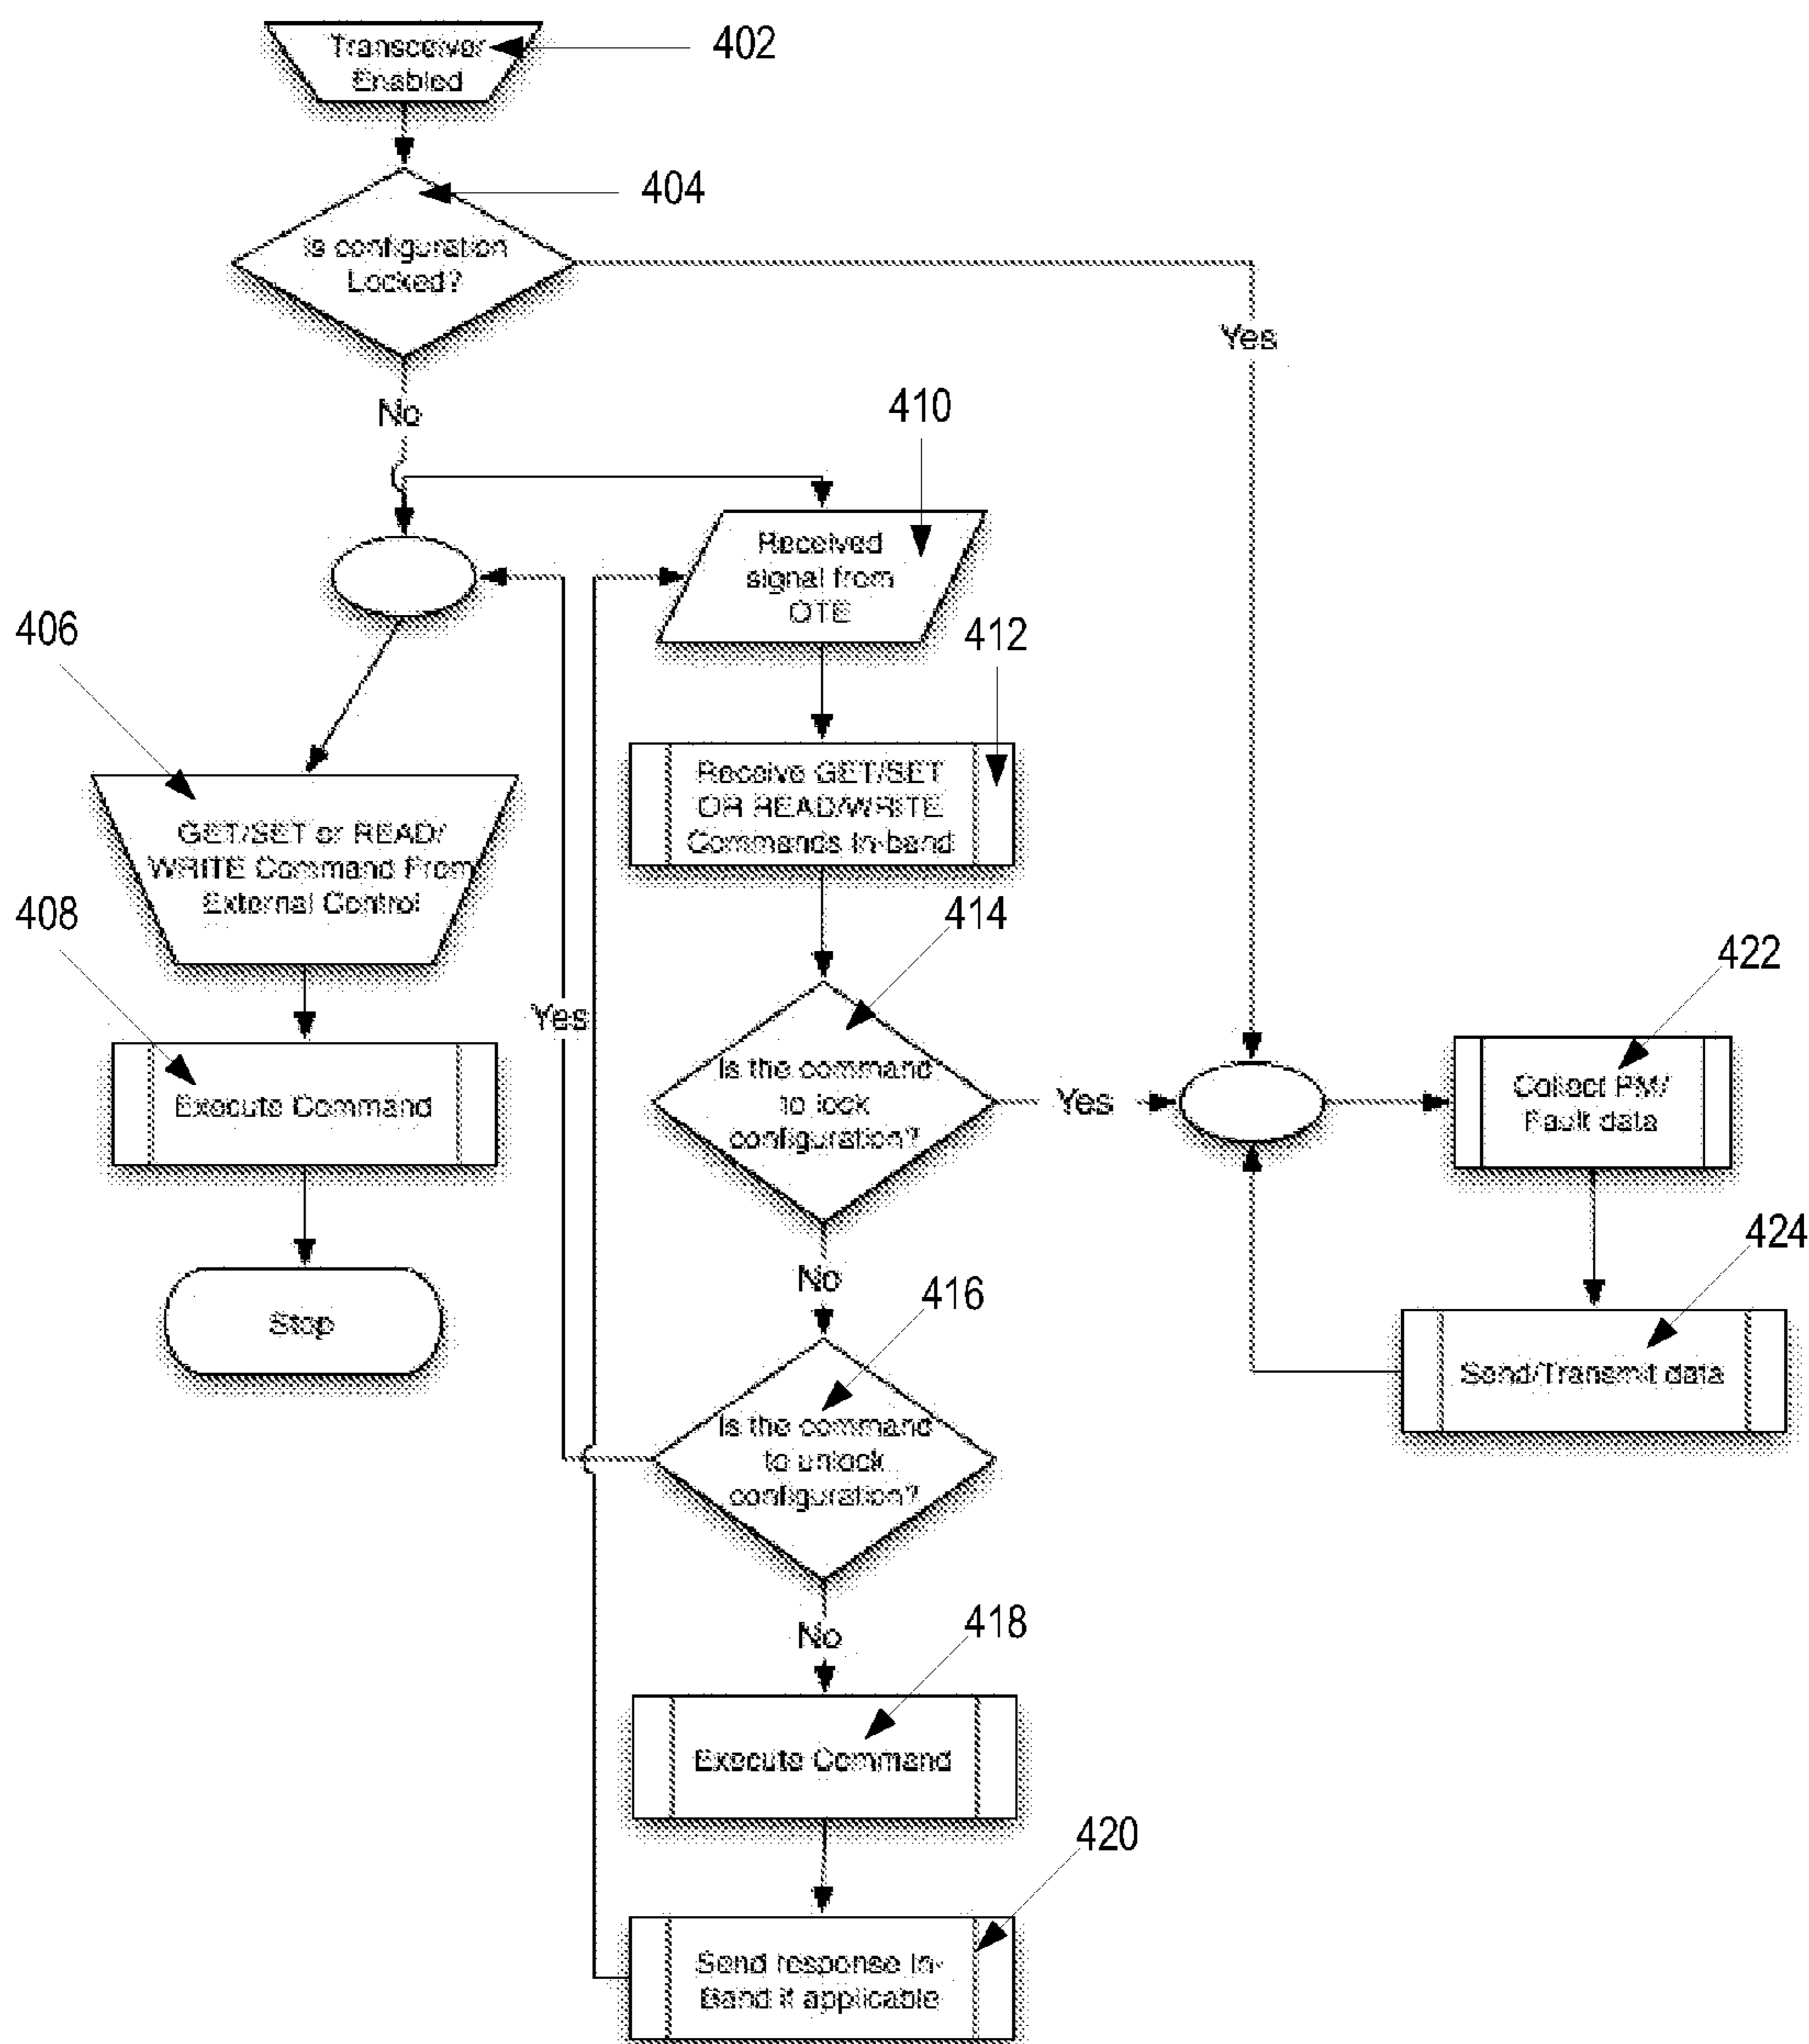 Transceiver
Enabled
402
404
Is configuration
Locked?
Yes
No
410
Received
signal from
OTE
406
412
GET/SET or READ/
WRITE Command From
External Control
Receive GET/SET
OR READ/WRITE
Commands In-band
408
414
422
Execute Command
Yes
Is the command
to lock
configuration?
Yes
Collect PM/
Fault data
424
Stop
No
416
Send/Transmit data
Is the command
to unlock
configuration?
No
418
Execute Command
420
Send response In-
Band if applicable